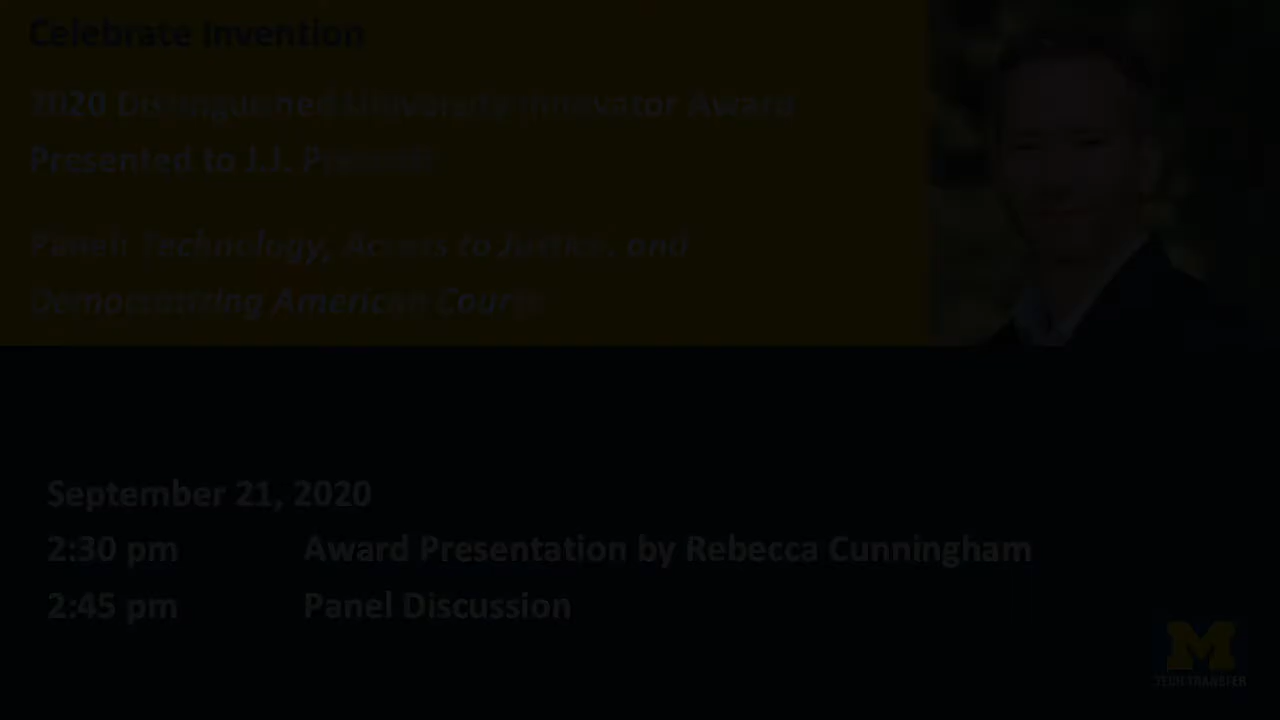 Celebrate Invention
2020 Distinguished University Innovator Award
Presented to J.J. Prescott
Panel: Technology, Access to Justice, and
Democratizing American Courts
September 21, 2020
2:30 pm Award Presentation by Rebecca Cunningham
2:45 pm Panel Discussion
M
TECH TRANSFER